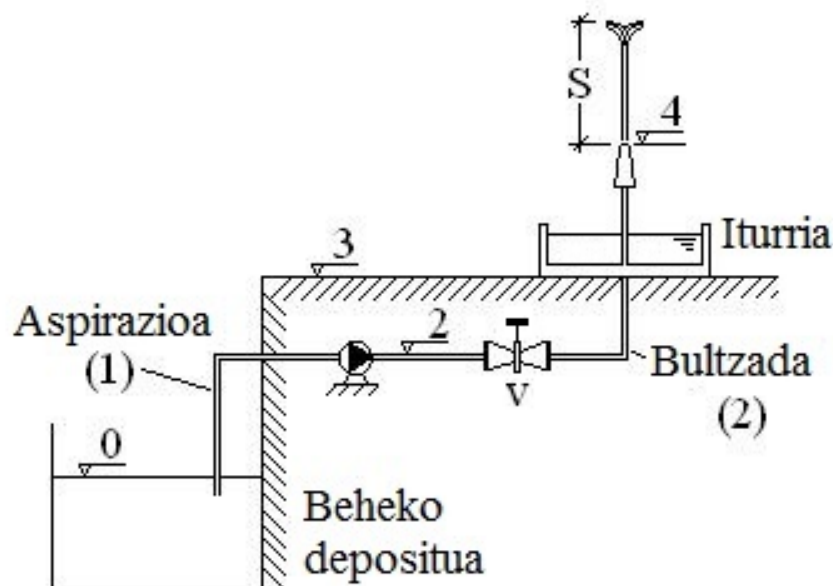 S
4
Iturria
3
Aspirazioa
(1)
2
V
Bultzada
(2)
0
Beheko
depositua